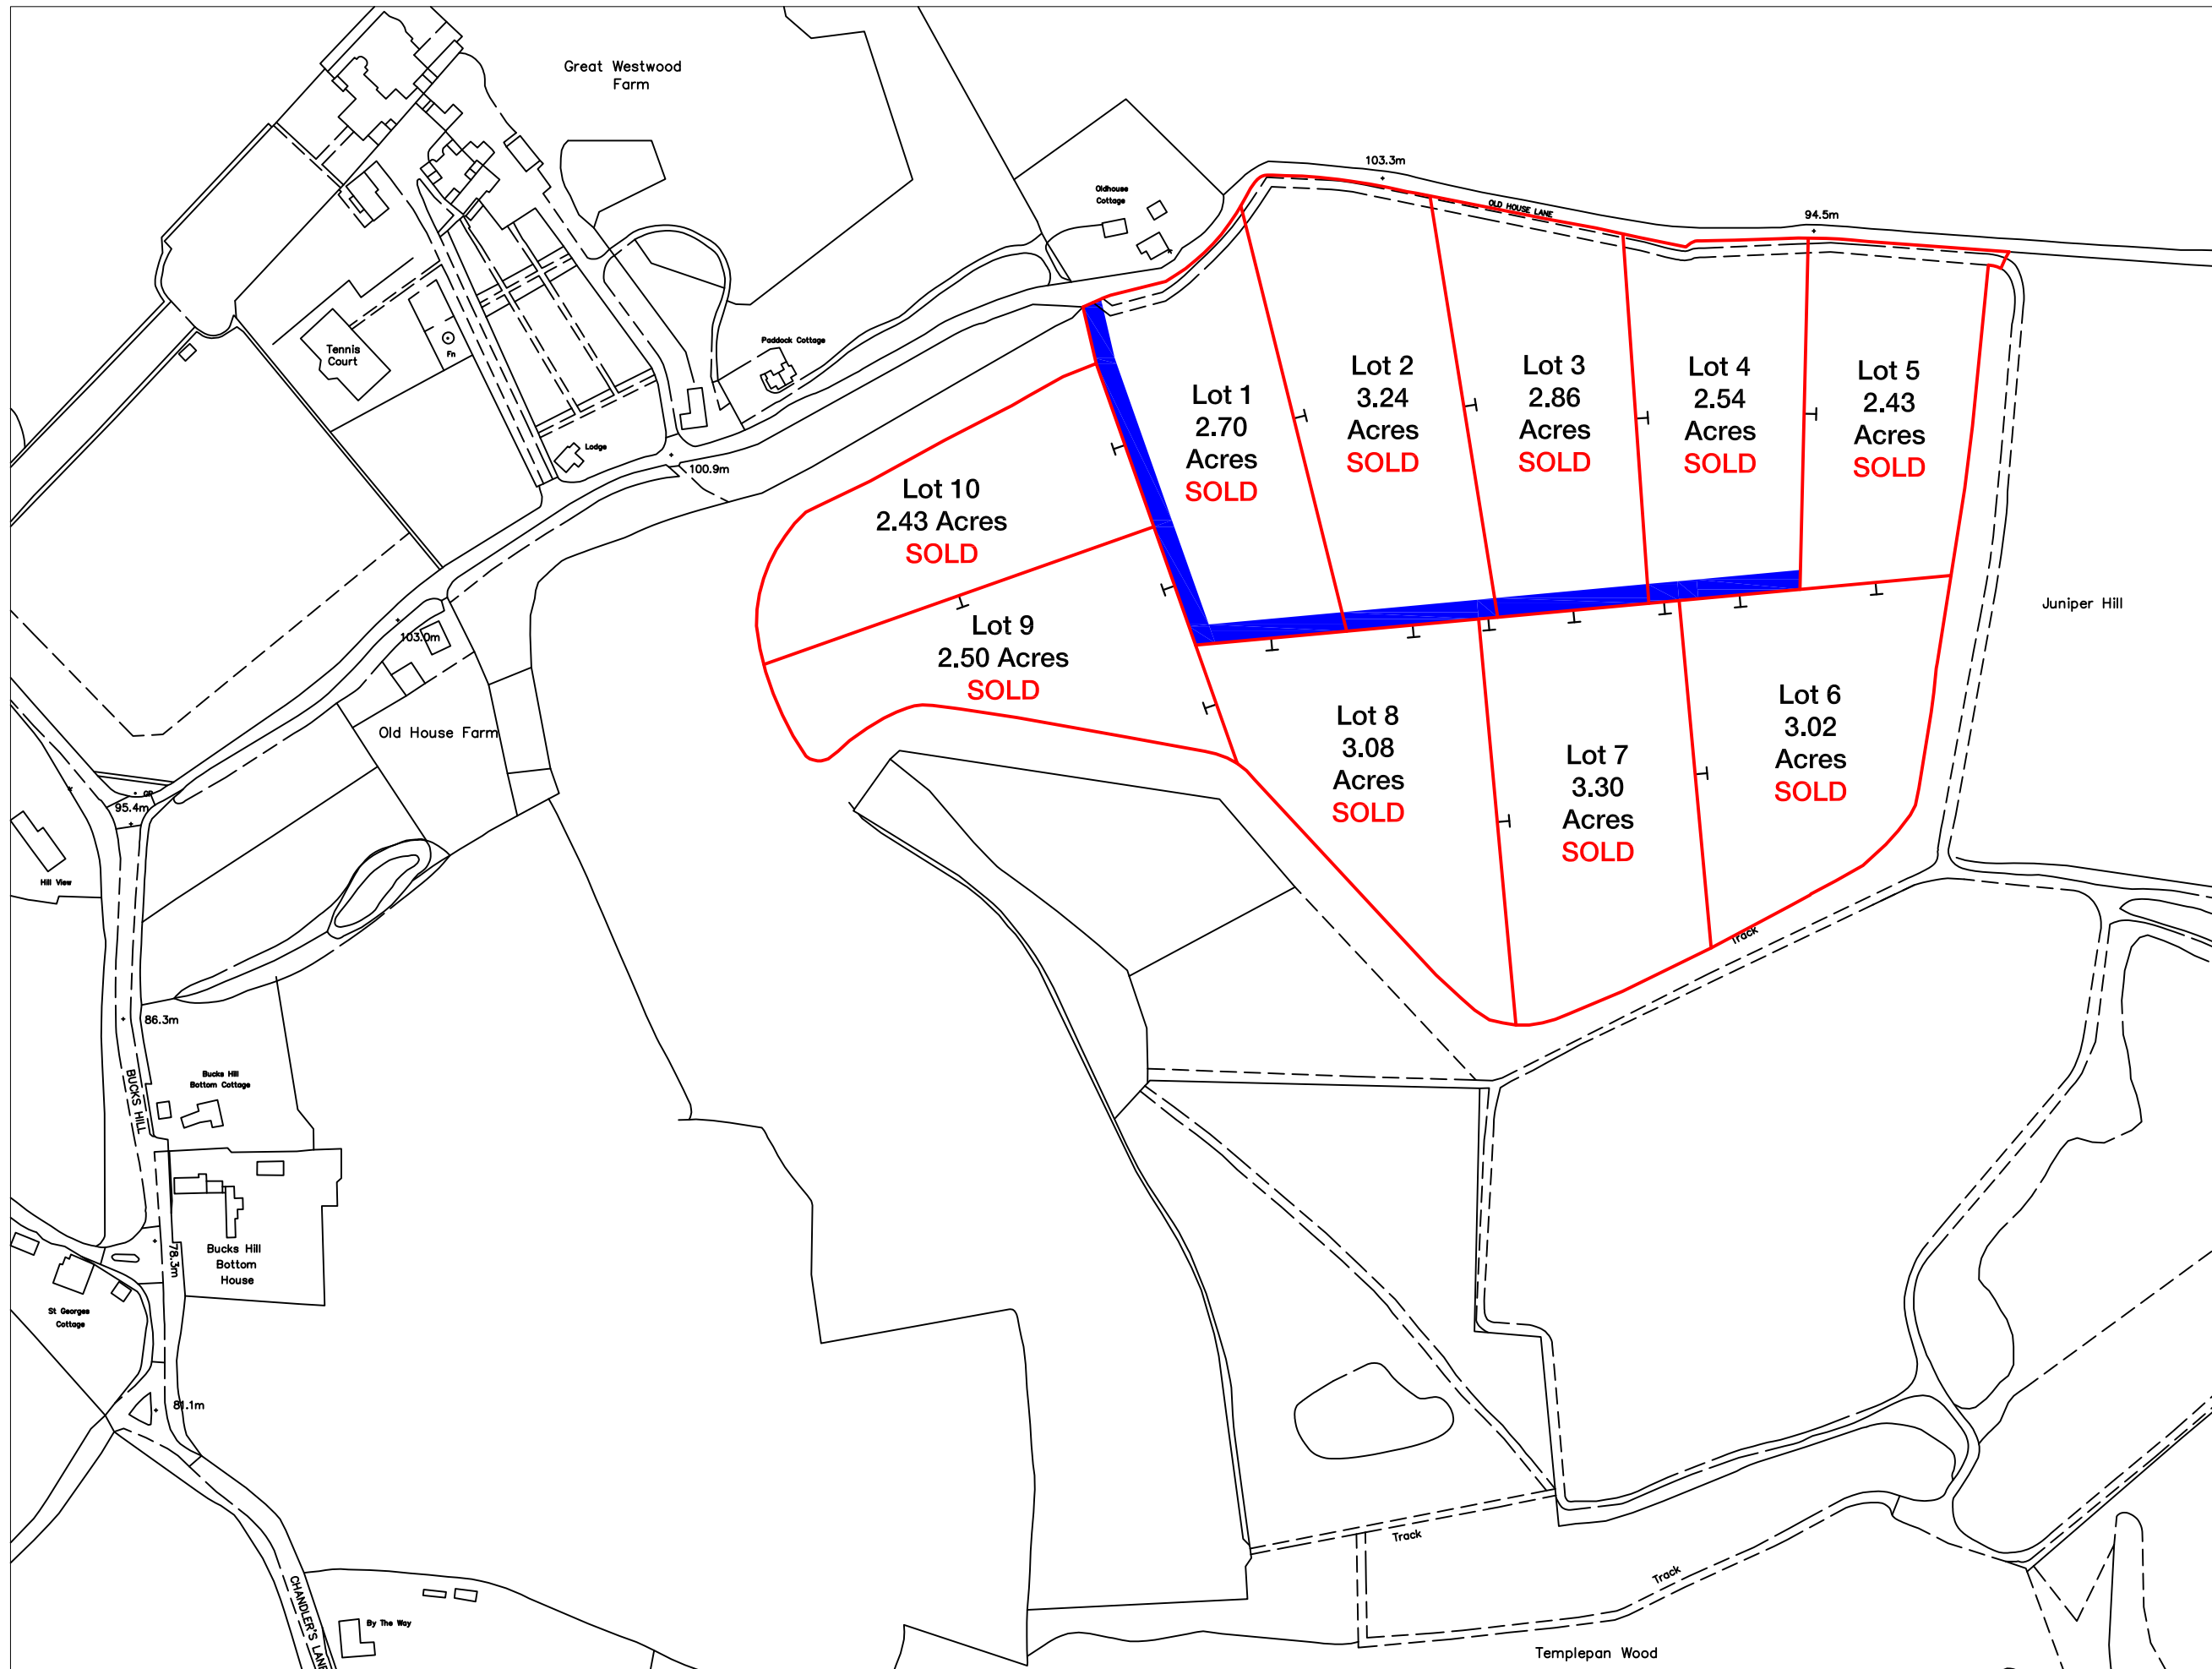 Great Westwood
Farm
Oldhouse
Cottage
103.3m
OLD HOUSE LANE
94.5m
Tennis
Court
Fn
Paddock Cottage
Lodge
100.9m
Lot 1
2.70
Acres
SOLD
Lot 2
3.24
Acres
SOLD
Lot 3
2.86
Acres
SOLD
Lot 4
2.54
Acres
SOLD
Lot 5
2.43
Acres
SOLD
Lot 10
2.43 Acres
SOLD
Lot 9
2.50 Acres
SOLD
Juniper Hill
103.0m
Old House Farm
Lot 8
3.08
Acres
SOLD
Lot 7
3.30
Acres
SOLD
Lot 6
3.02
Acres
SOLD
GP
95.4m
Hill View
Track
86.3m
BUCKS HILL
Bucks Hill
Bottom Cottage
Bucks Hill
Bottom
House
78.3m
St Georges
Cottage
81.1m
CHANDLER'S LANE
By The Way
Track
Track
Templepan Wood